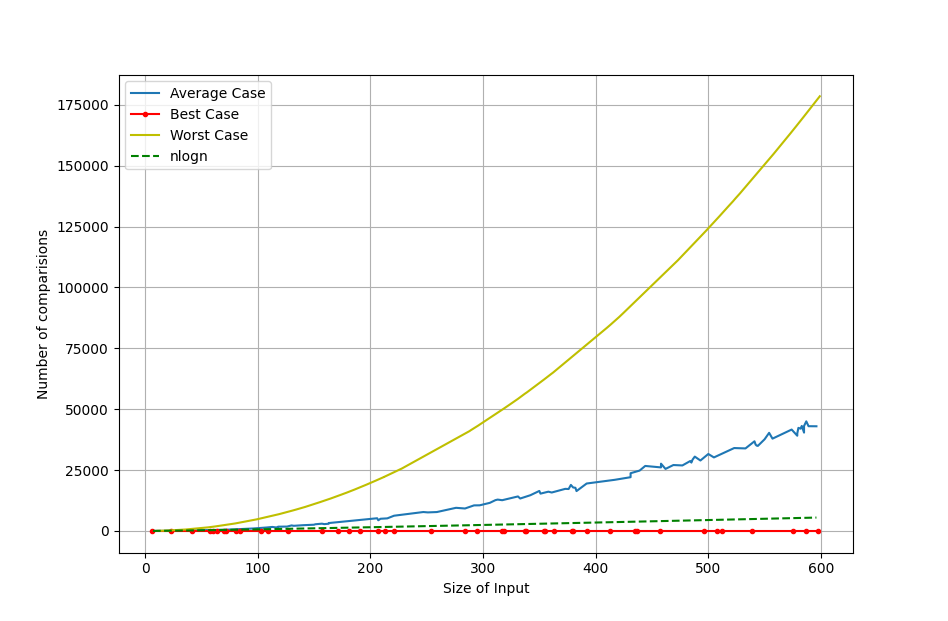 Average Case
Best Case
Worst Case
nlogn
175000
150000
125000
100000
75000
50000
25000
0
Number of comparisions
0 100 200 300 400 500 600
Size of Input